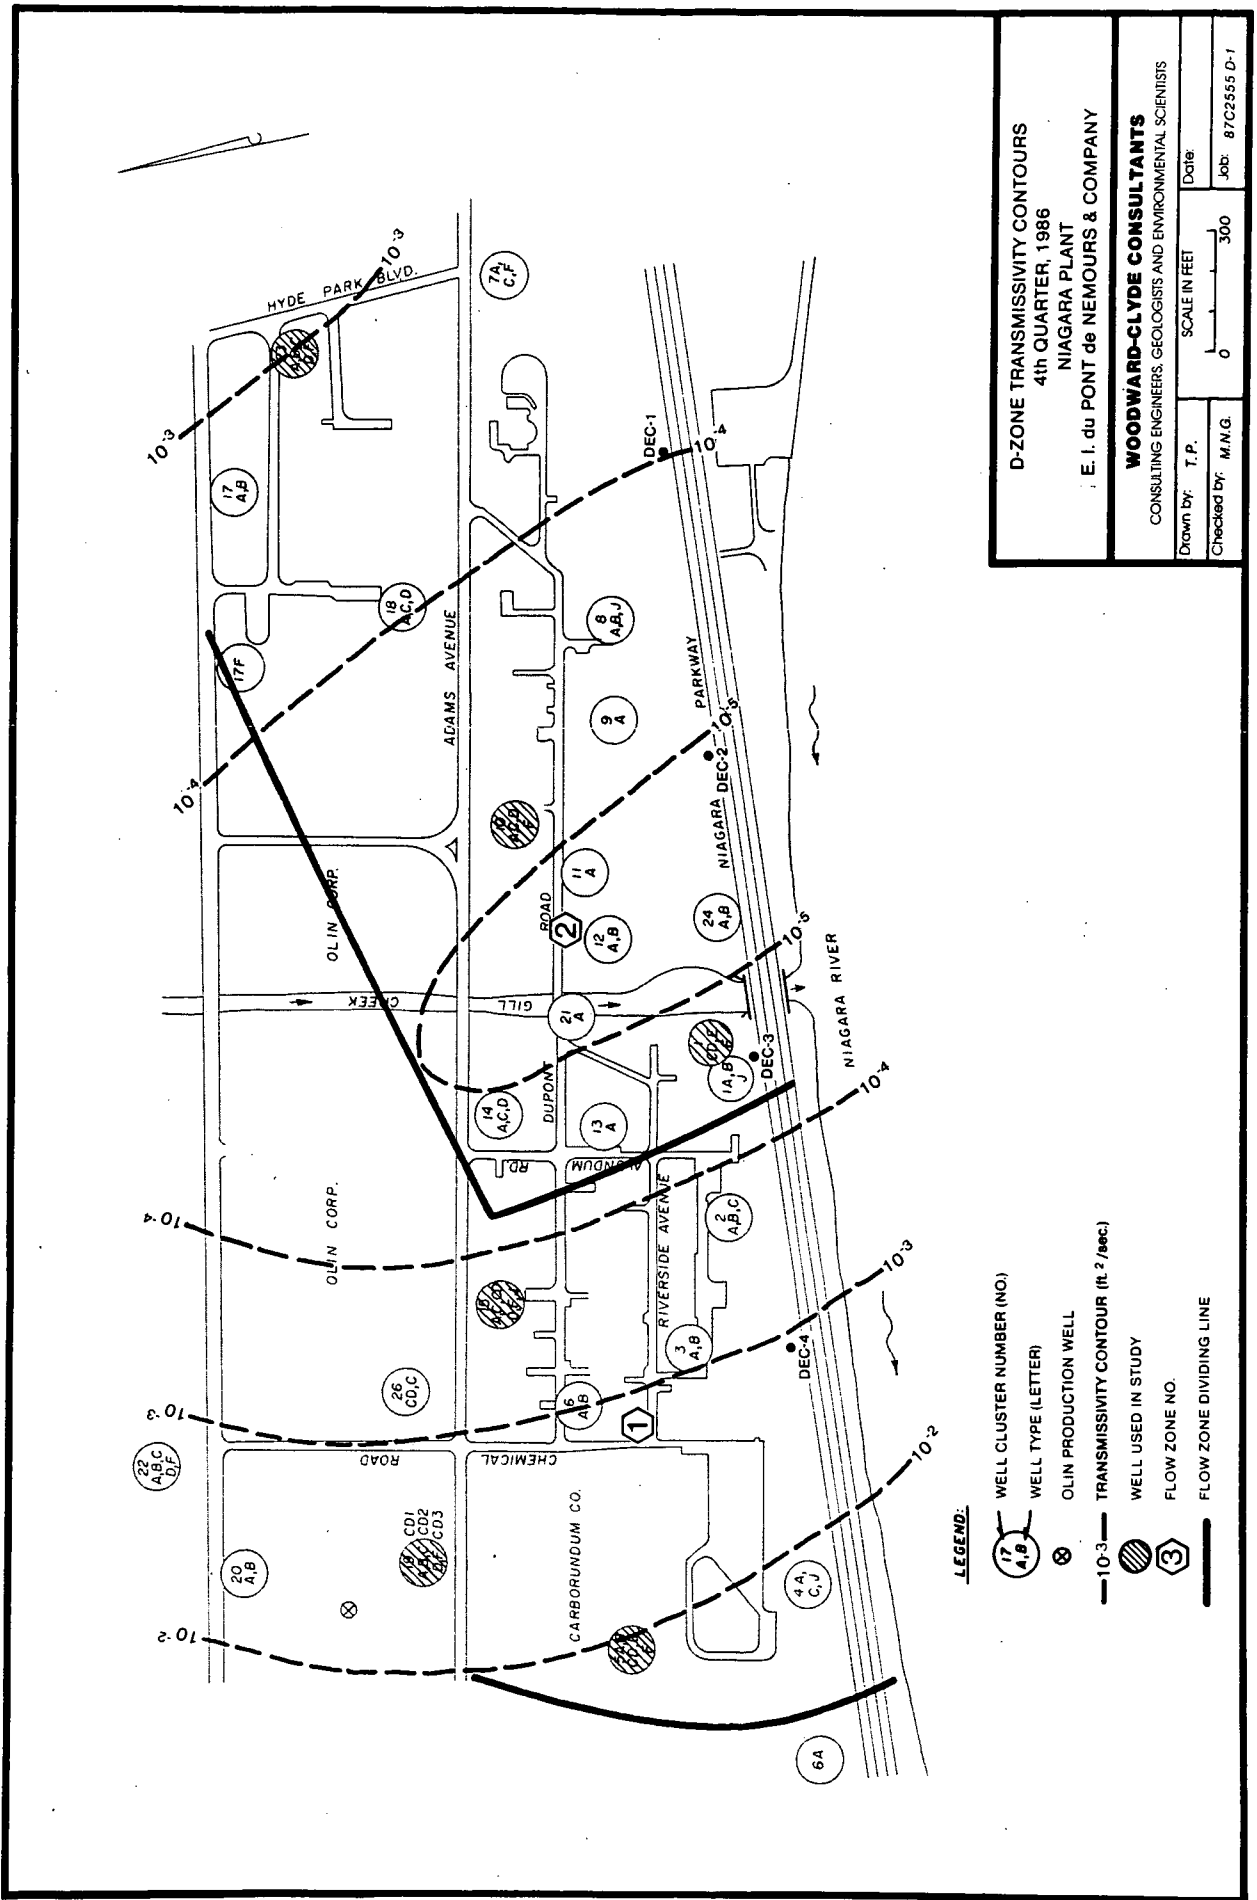 D-ZONE TRANSMISSIVITY CONTOURS
4th QUARTER, 1986
NIAGARA PLANT
E. I. du PONT de NEMOURS & COMPANY
WOODWARD-CLYDE CONSULTANTS
CONSULTING ENGINEERS, GEOLOGISTS AND ENVIRONMENTAL SCIENTISTS
Drawn by: T.P.
SCALE IN FEET
Date:
Checked by: M.N.G.
0 300
Job: 87C2555 D-1
LEGEND:
17
A,B
WELL CLUSTER NUMBER (NO.)
WELL TYPE (LETTER)
OLIN PRODUCTION WELL
10-3
TRANSMISSIVITY CONTOUR (ft.2/sec.)
WELL USED IN STUDY
3
FLOW ZONE NO.
FLOW ZONE DIVIDING LINE
22
A,B,C
D,F
20
A,B
CD1
CD2
CD3
26
CD,C
10-2
10-3
10-4
10-4
10-3
OLIN CORP.
OLIN CORP.
17F
17
A,B
18
A,C,D
HYDE PARK BLVD.
10-3
ADAMS AVENUE
7A,
C,F
ROAD
CHEMICAL
CARBORUNDUM CO.
CREEK
GILL
14
A,C,D
RD.
ALUNDUM
DUPONT
ROAD
6
A,B
1
13
A
21
A
2
12
A,B
11
A
9
A
8
A,B,J
RIVERSIDE AVENUE
3
A,B
2
A,B,C
1A,B
J
24
A,B
4A,
C,J
6A
DEC-1
DEC-2
DEC-3
DEC-4
NIAGARA
PARKWAY
10-4
10-5
10-5
10-4
10-3
10-2
NIAGARA RIVER